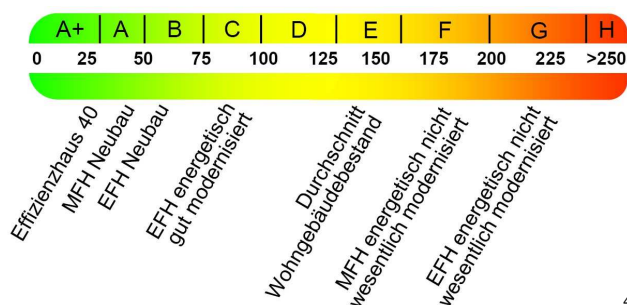 A+ A B C D E F G H
0 25 50 75 100 125 150 175 200 225 >250
Effizienzhaus 40
MFH Neubau
EFH Neubau
EFH energetisch
gut modernisiert
Durchschnitt
Wohngebäudebestand
MFH energetisch nicht
wesentlich modernisiert
EFH energetisch nicht
wesentlich modernisiert